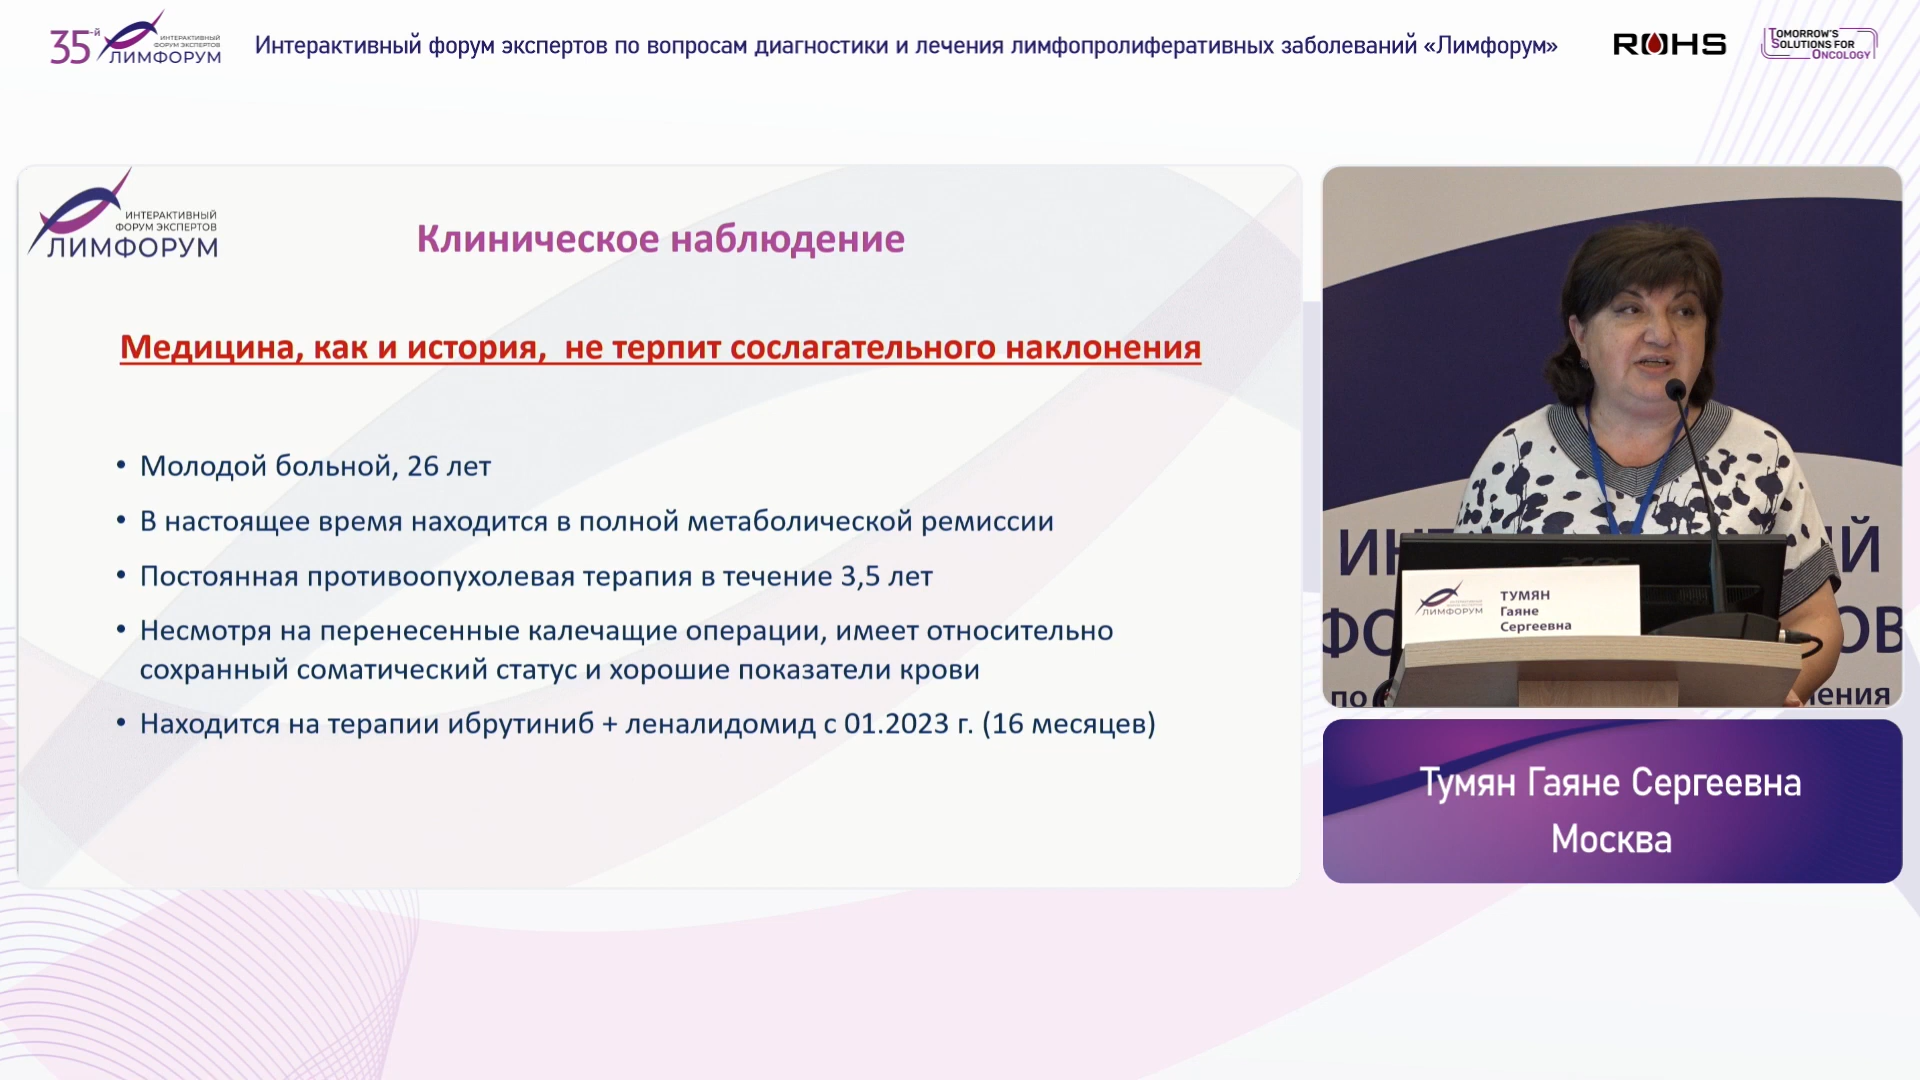 35-й
ИНТЕРАКТИВНЫЙ
ФОРУМ ЭКСПЕРТОВ
ЛИМФОРУМ
Интерактивный форум экспертов по вопросам диагностики и лечения лимфопролиферативных заболеваний «Лимфорум»
ROHS
TOMORROW'S
SOLUTIONS FOR
ONCOLOGY
ИНТЕРАКТИВНЫЙ
ФОРУМ ЭКСПЕРТОВ
ЛИМФОРУМ
Клиническое наблюдение
Медицина, как и история, не терпит сослагательного наклонения
• Молодой больной, 26 лет
• В настоящее время находится в полной метаболической ремиссии
• Постоянная противоопухолевая терапия в течение 3,5 лет
• Несмотря на перенесенные калечащие операции, имеет относительно
сохранный соматический статус и хорошие показатели крови
• Находится на терапии ибрутиниб + леналидомид с 01.2023 г. (16 месяцев)
ЛИМФОРУМ
ТУМЯН
Гаяне
Сергеевна
по
Тумян Гаяне Сергеевна
Москва